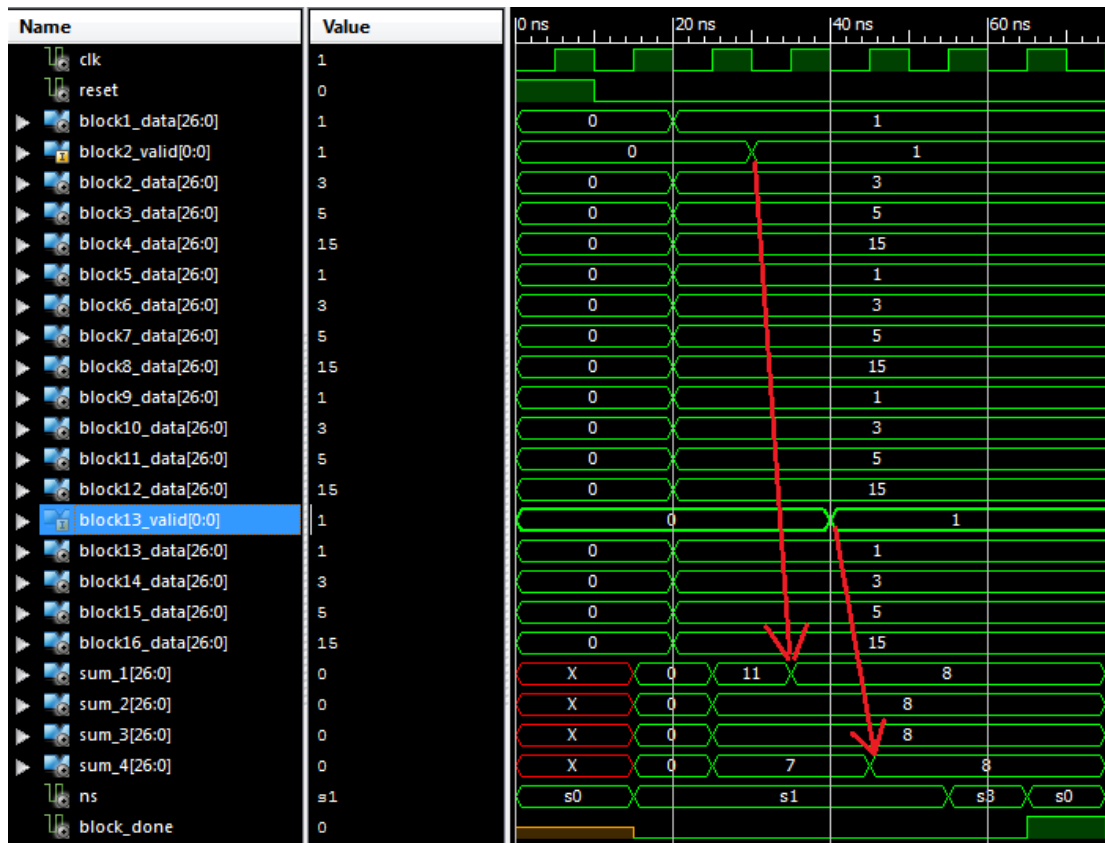 Name Value 0 ns 20 ns 40 ns 60 ns
clk 1
reset 0
block1_data[26:0] 1 0 1
block2_valid[0:0] 1 0 1
block2_data[26:0] 3 0 3
block3_data[26:0] 5 0 5
block4_data[26:0] 15 0 15
block5_data[26:0] 1 0 1
block6_data[26:0] 3 0 3
block7_data[26:0] 5 0 5
block8_data[26:0] 15 0 15
block9_data[26:0] 1 0 1
block10_data[26:0] 3 0 3
block11_data[26:0] 5 0 5
block12_data[26:0] 15 0 15
block13_valid[0:0] 1 0 1
block13_data[26:0] 1 0 1
block14_data[26:0] 3 0 3
block15_data[26:0] 5 0 5
block16_data[26:0] 15 0 15
sum_1[26:0] 0 X 0 11 8
sum_2[26:0] 0 X 0 8
sum_3[26:0] 0 X 0 8
sum_4[26:0] 0 X 0 7 8
ns s1 s0 s1 s3 s0
block_done 0